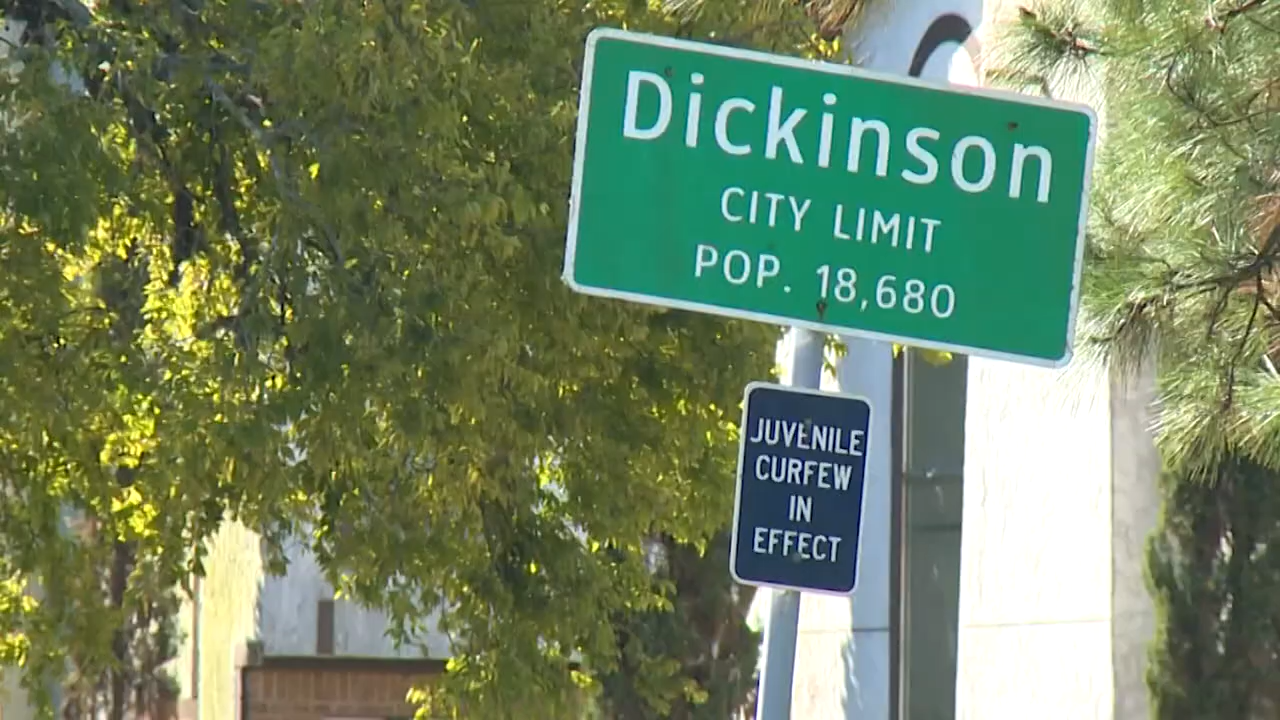 Dickinson
CITY LIMIT
POP. 18,680
JUVENILE
CURFEW
IN
EFFECT